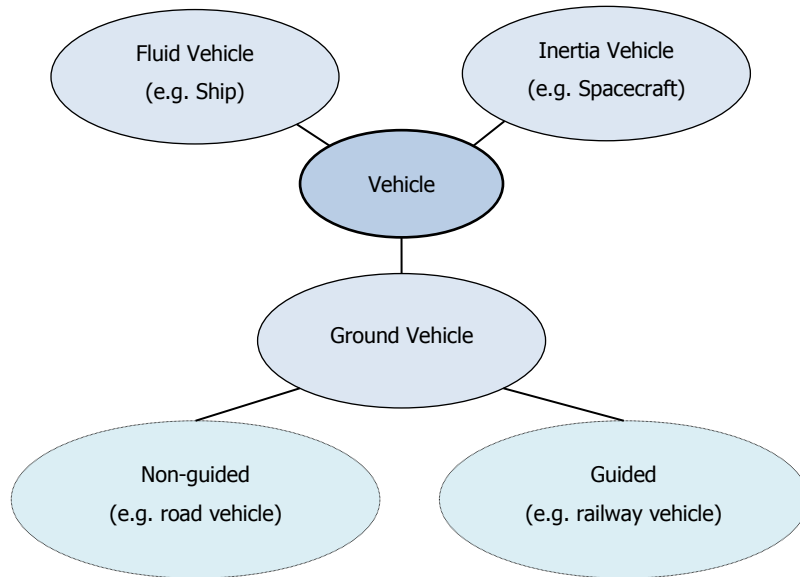 Fluid Vehicle
(e.g. Ship)
Inertia Vehicle
(e.g. Spacecraft)
Vehicle
Ground Vehicle
Non-guided
(e.g. road vehicle)
Guided
(e.g. railway vehicle)